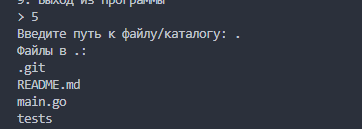 9. Выход из программы
> 5
Введите путь к файлу/каталогу: .
Файлы в .:
.git
README.md
main.go
tests